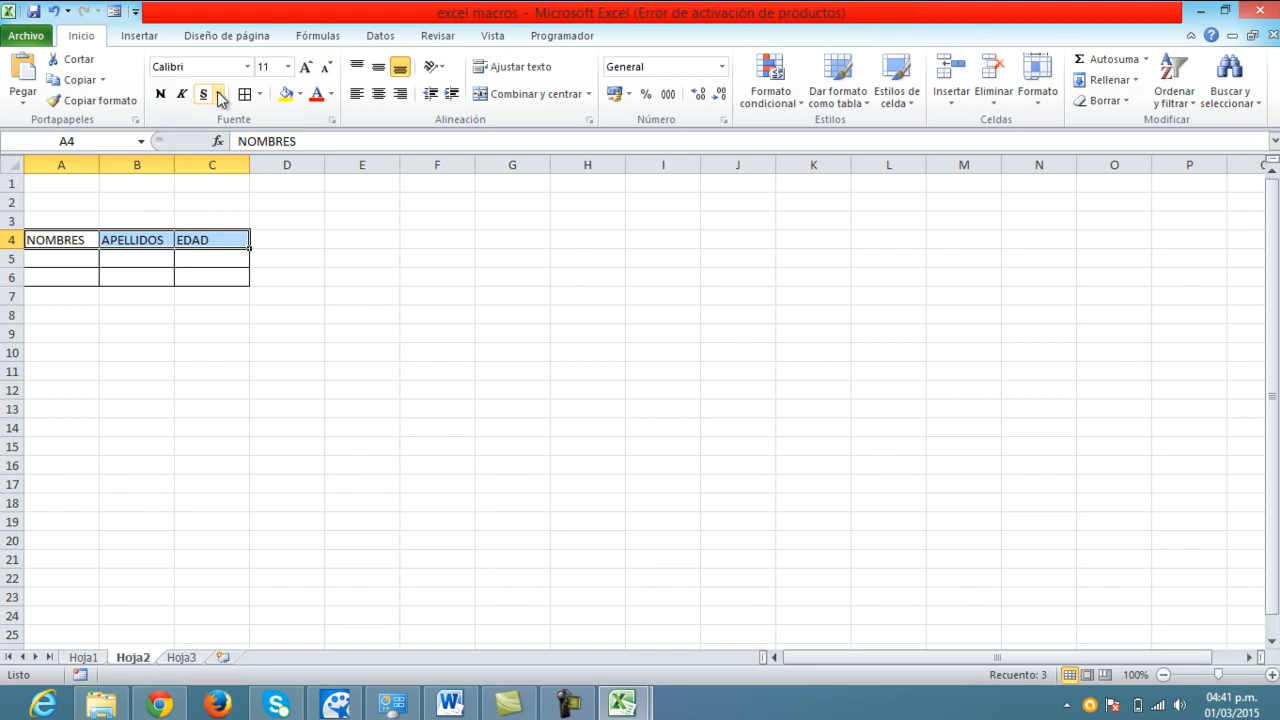 excel macros - Microsoft Excel (Error de activación de productos)
Archivo Inicio Insertar Diseño de página Fórmulas Datos Revisar Vista Programador
Pegar
Cortar
Copiar
Copiar formato
Portapapeles
Calibri 11
N K S
Fuente
Ajustar texto
Combinar y centrar
Alineación
General
% 000
Número
Formato condicional
Dar formato como tabla
Estilos de celda
Estilos
Insertar Eliminar Formato
Celdas
Autosuma
Rellenar
Borrar
Ordenar y filtrar
Buscar y seleccionar
Modificar
A4 fx NOMBRES
A B C D E F G H I J K L M N O P
1
2
3
4 NOMBRES APELLIDOS EDAD
5
6
7
8
9
10
11
12
13
14
15
16
17
18
19
20
21
22
23
24
25
Hoja1 Hoja2 Hoja3
Listo Recuento: 3 100%
04:41 p.m.
01/03/2015